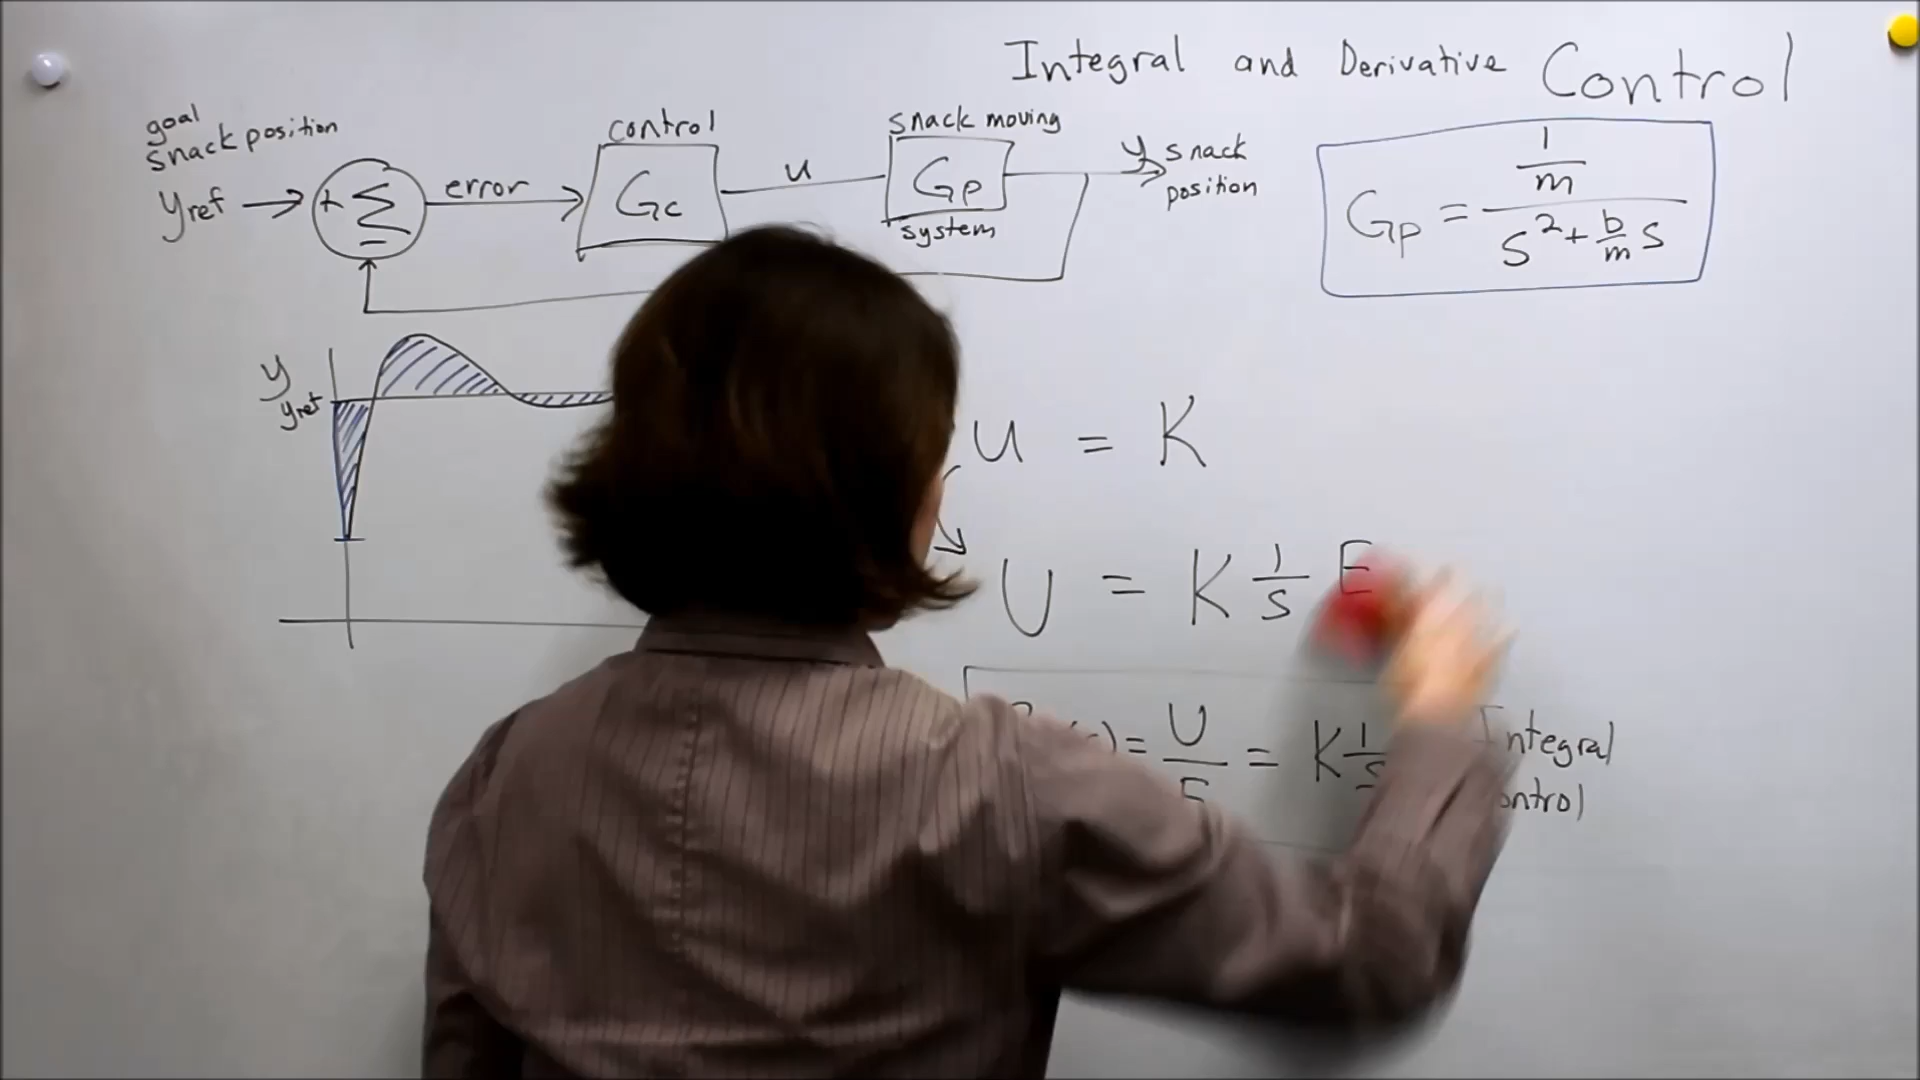 Integral and Derivative Control
goal
snack position
yref
+
Σ
−
error
control
Gc
u
snack moving
Gp
system
y snack
position
Gp = 1/m / s² + b/m s
y
yref
u = K
U = K 1/s E
= U/E = K 1/s
Integral